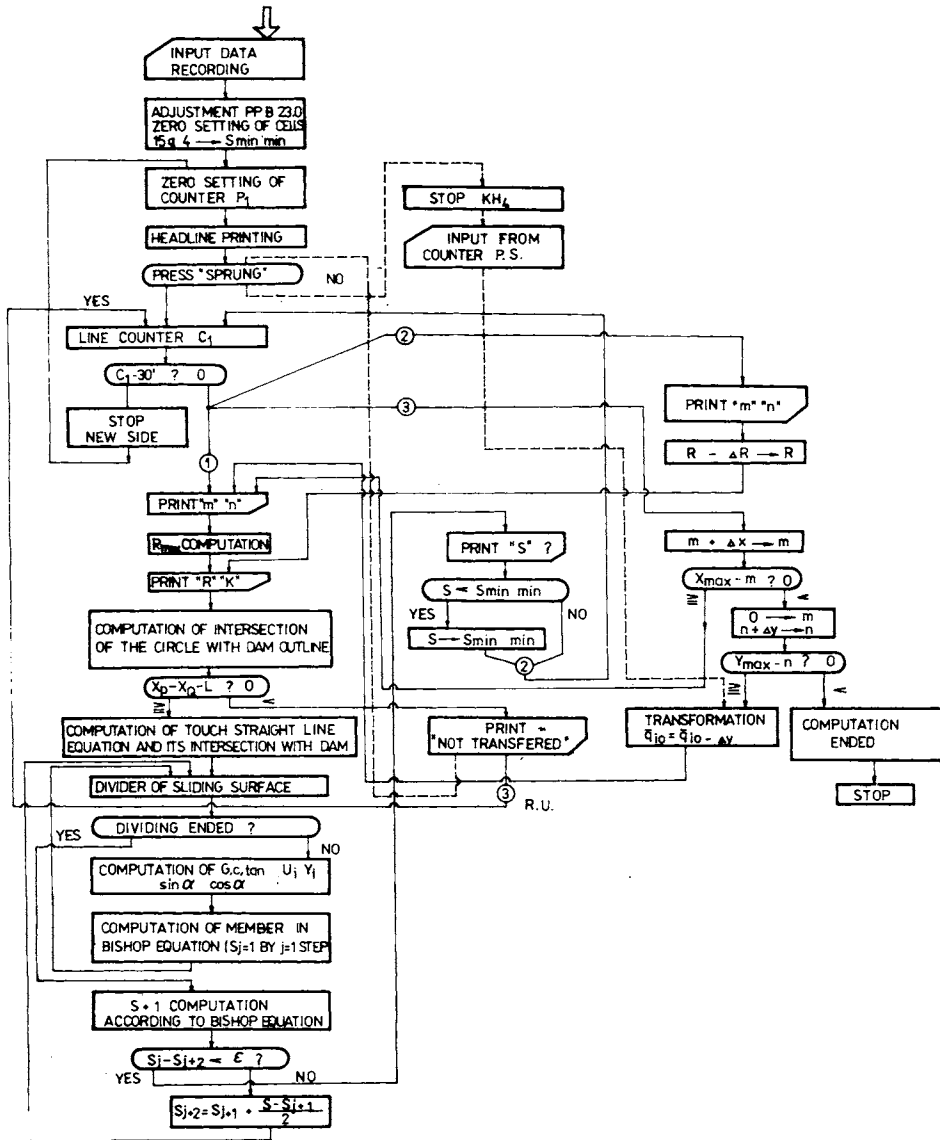 INPUT DATA
RECORDING
ADJUSTMENT PP.B 23.0
ZERO SETTING OF CELLS
15q 4 → Smin min
ZERO SETTING OF
COUNTER P1
HEADLINE PRINTING
PRESS "SPRUNG"
NO
YES
STOP KH4
INPUT FROM
COUNTER P.S.
LINE COUNTER C1
C1-30' ? 0
STOP
NEW SIDE
1
2
3
PRINT "m" "n"
R - ΔR → R
PRINT "m" "n"
Rmax COMPUTATION
PRINT "R" "K"
COMPUTATION OF INTERSECTION
OF THE CIRCLE WITH DAM OUTLINE
XP-XQ-L ? 0
≥
<
PRINT "S" ?
S < Smin min
YES
NO
S → Smin min
2
m + Δx → m
Xmax - m ? 0
≥
<
0 → m
n + Δy → n
Ymax - n ? 0
≥
<
COMPUTATION OF TOUCH STRAIGHT LINE
EQUATION AND ITS INTERSECTION WITH DAM
PRINT -
"NOT TRANSFERED"
3
R.U.
TRANSFORMATION
q̄io = q̄io - Δy
COMPUTATION
ENDED
STOP
DIVIDER OF SLIDING SURFACE
DIVIDING ENDED ?
YES
NO
COMPUTATION OF G,c,tan Ui Yi
sin α cos α
COMPUTATION OF MEMBER IN
BISHOP EQUATION (Sj=1 BY j=1 STEP
S+1 COMPUTATION
ACCORDING TO BISHOP EQUATION
Sj-Sj+2 < ε ?
YES
NO
Sj+2 = Sj+1 + S-Sj+1/2